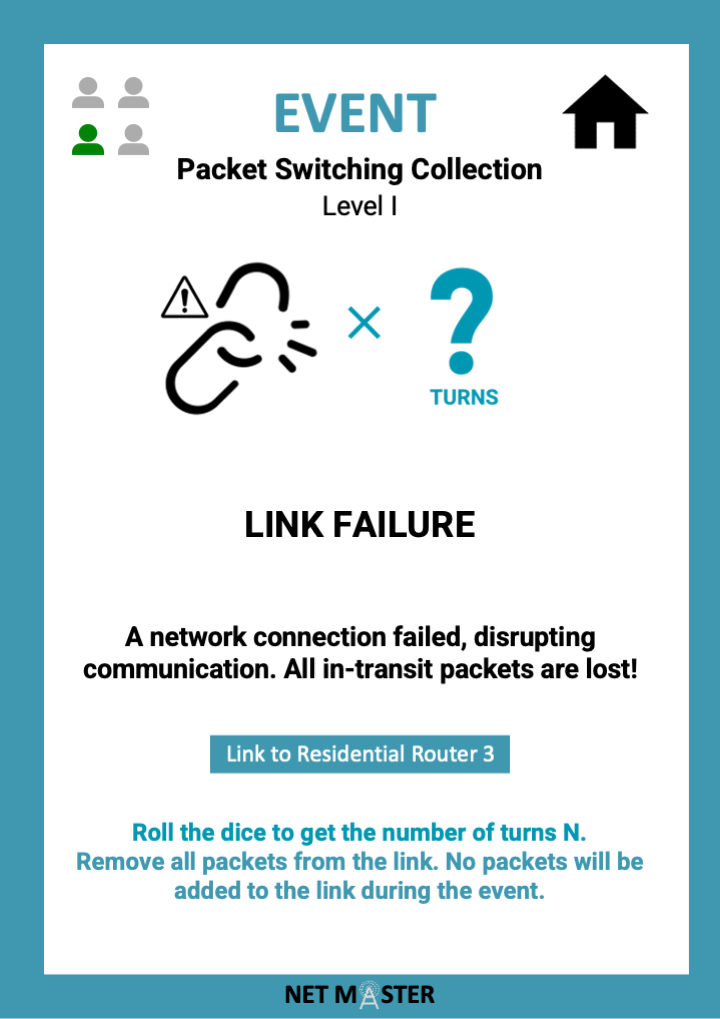 EVENT
Packet Switching Collection
Level I
TURNS
LINK FAILURE
A network connection failed, disrupting
communication. All in-transit packets are lost!
Link to Residential Router 3
Roll the dice to get the number of turns N.
Remove all packets from the link. No packets will be
added to the link during the event.
NET MASTER